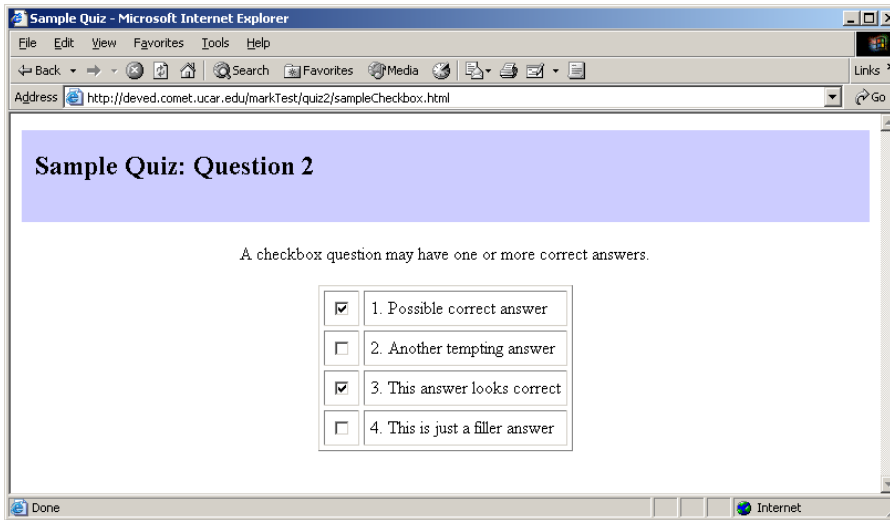 Sample Quiz - Microsoft Internet Explorer
File Edit View Favorites Tools Help
Back Search Favorites Media Links
Address http://deved.comet.ucar.edu/markTest/quiz2/sampleCheckbox.html Go
Sample Quiz: Question 2
A checkbox question may have one or more correct answers.
1. Possible correct answer
2. Another tempting answer
3. This answer looks correct
4. This is just a filler answer
Done Internet